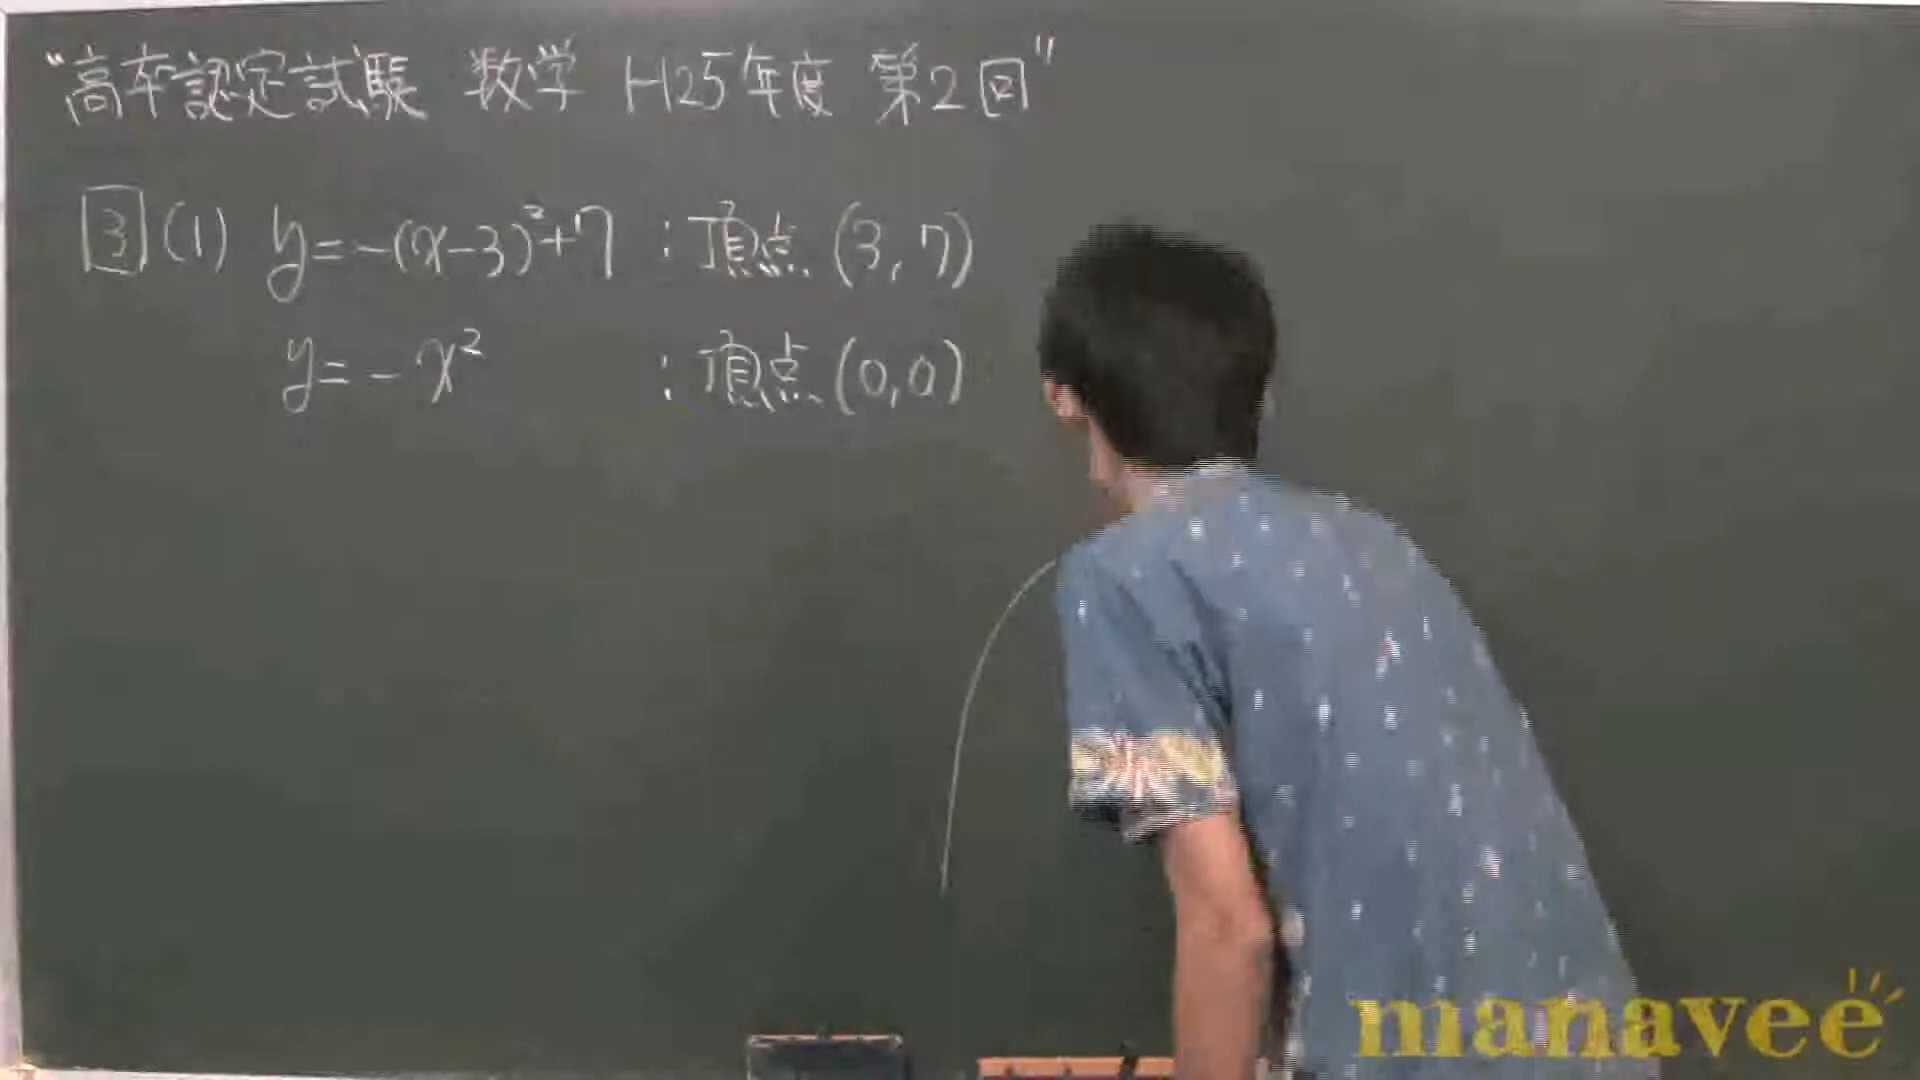 "高卒認定試験 数学 H25年度 第2回"
3 (1) y=-(x-3)²+7 : 頂点 (3, 7)
y=-x² : 頂点 (0, 0)
manavee